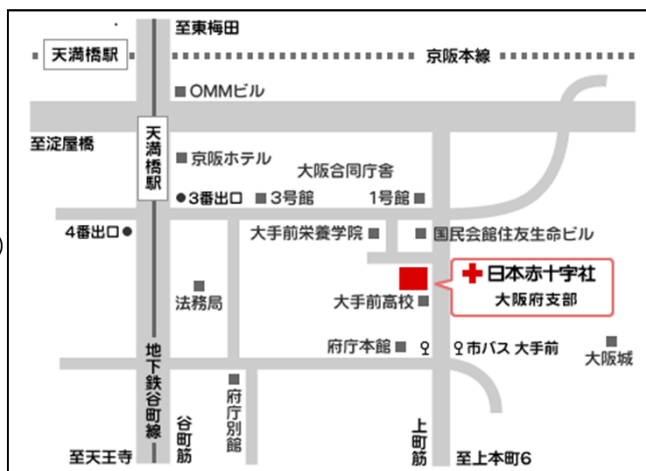 至東梅田
天満橋駅
京阪本線
OMMビル
至淀屋橋
天満橋駅
京阪ホテル
大阪合同庁舎
3番出口
3号館
1号館
4番出口
大手前栄養学院
国民会館住友生命ビル
日本赤十字社
大阪府支部
法務局
大手前高校
府庁本館
市バス 大手前
大阪城
地下鉄谷町線
府庁別館
谷町筋
上町筋
至天王寺
至上本町6
)